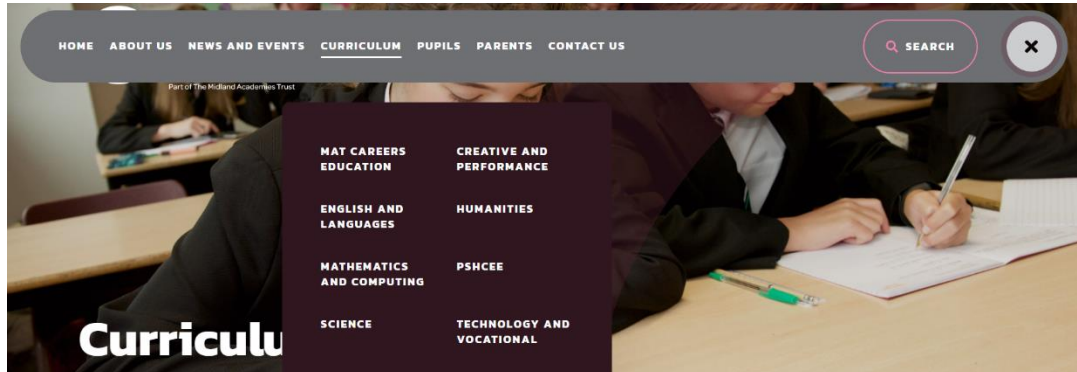 HOME ABOUT US NEWS AND EVENTS CURRICULUM PUPILS PARENTS CONTACT US SEARCH
Part of The Midland Academies Trust
MAT CAREERS
EDUCATION
CREATIVE AND
PERFORMANCE
ENGLISH AND
LANGUAGES
HUMANITIES
MATHEMATICS
AND COMPUTING
PSHCEE
SCIENCE
TECHNOLOGY AND
VOCATIONAL
Curriculu